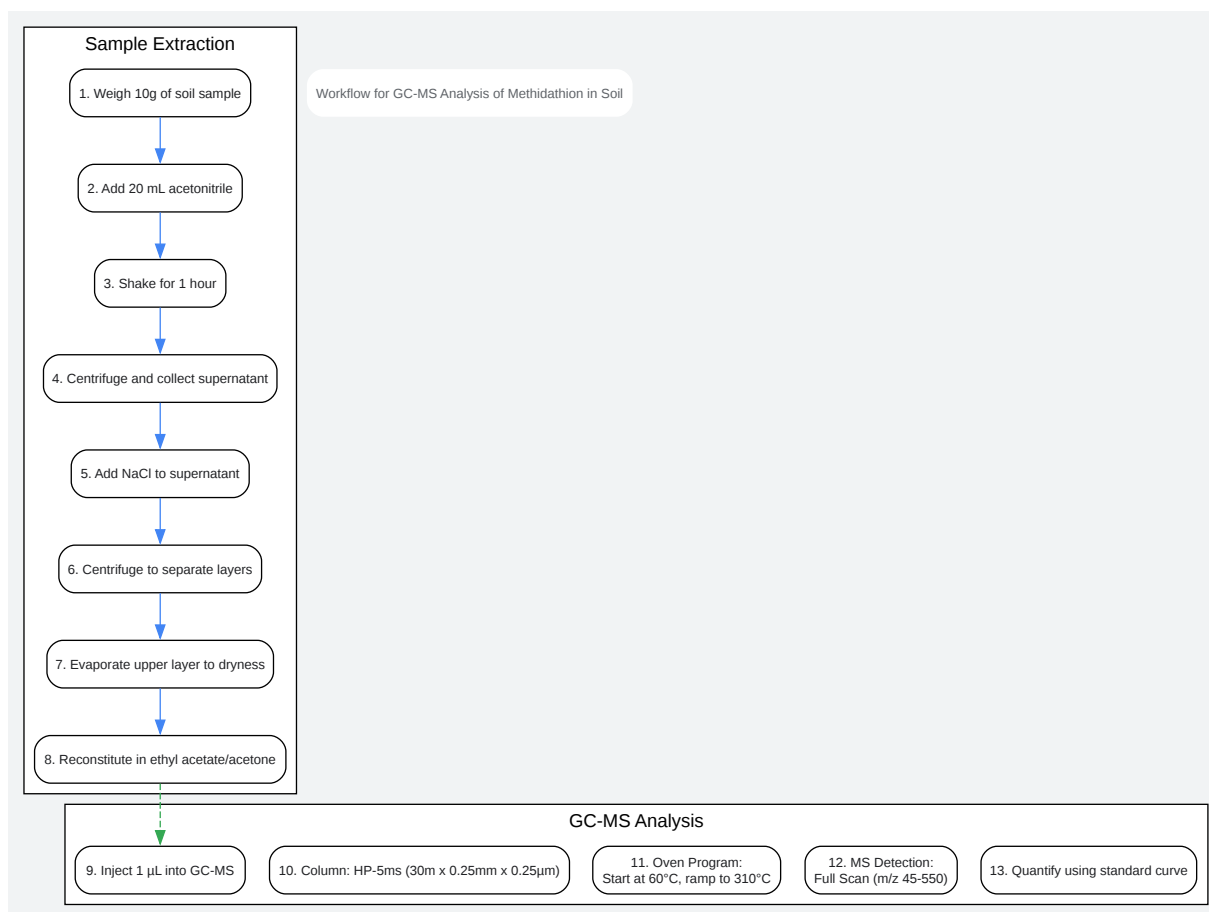 Sample Extraction
1. Weigh 10g of soil sample
Workflow for GC-MS Analysis of Methidathion in Soil
2. Add 20 mL acetonitrile
3. Shake for 1 hour
4. Centrifuge and collect supernatant
5. Add NaCl to supernatant
6. Centrifuge to separate layers
7. Evaporate upper layer to dryness
8. Reconstitute in ethyl acetate/acetone
GC-MS Analysis
9. Inject 1 µL into GC-MS
10. Column: HP-5ms (30m x 0.25mm x 0.25µm)
11. Oven Program:
Start at 60°C, ramp to 310°C
12. MS Detection:
Full Scan (m/z 45-550)
13. Quantify using standard curve